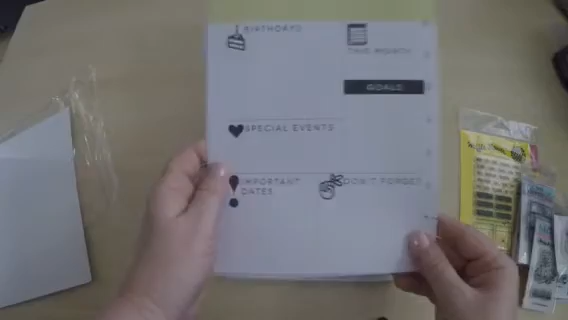 BIRTHDAYS
THIS MONTH
GOALS
SPECIAL EVENTS
IMPORTANT
DATES
DON'T FORGET